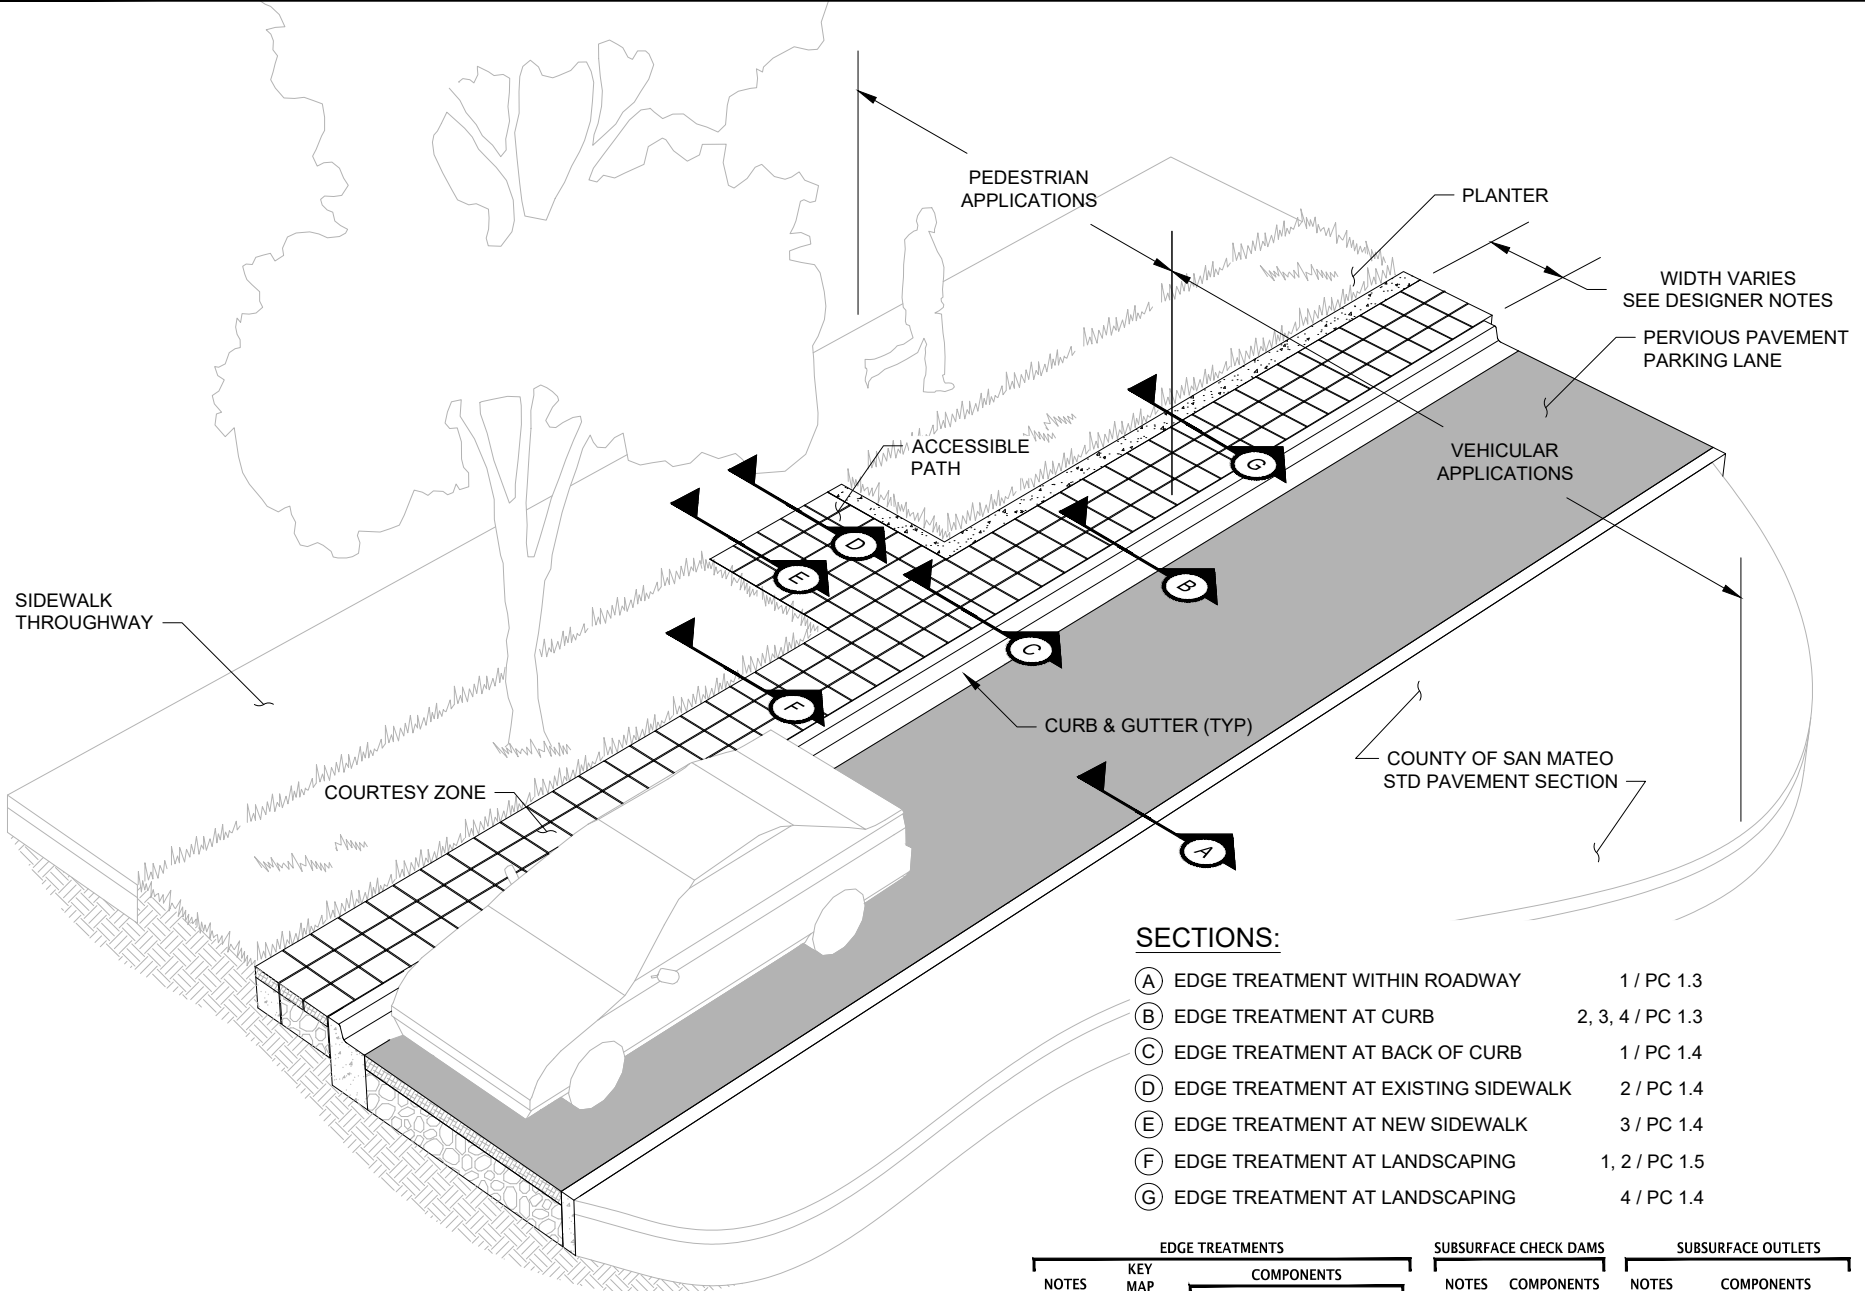 PEDESTRIAN
APPLICATIONS
PLANTER
WIDTH VARIES
SEE DESIGNER NOTES
PERVIOUS PAVEMENT
PARKING LANE
ACCESSIBLE
PATH
VEHICULAR
APPLICATIONS
G
D
E
B
SIDEWALK
THROUGHWAY
C
F
CURB & GUTTER (TYP)
COUNTY OF SAN MATEO
STD PAVEMENT SECTION
COURTESY ZONE
A
SECTIONS:
A EDGE TREATMENT WITHIN ROADWAY 1 / PC 1.3
B EDGE TREATMENT AT CURB 2, 3, 4 / PC 1.3
C EDGE TREATMENT AT BACK OF CURB 1 / PC 1.4
D EDGE TREATMENT AT EXISTING SIDEWALK 2 / PC 1.4
E EDGE TREATMENT AT NEW SIDEWALK 3 / PC 1.4
F EDGE TREATMENT AT LANDSCAPING 1, 2 / PC 1.5
G EDGE TREATMENT AT LANDSCAPING 4 / PC 1.4
EDGE TREATMENTS SUBSURFACE CHECK DAMS SUBSURFACE OUTLETS
NOTES KEY MAP COMPONENTS NOTES COMPONENTS NOTES COMPONENTS